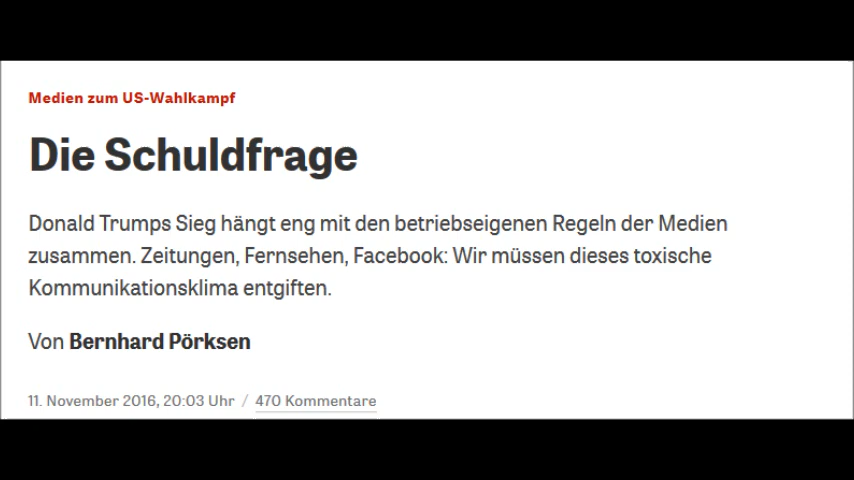 Medien zum US-Wahlkampf
Die Schuldfrage
Donald Trumps Sieg hängt eng mit den betriebseigenen Regeln der Medien
zusammen. Zeitungen, Fernsehen, Facebook: Wir müssen dieses toxische
Kommunikationsklima entgiften.
Von Bernhard Pörksen
11. November 2016, 20:03 Uhr / 470 Kommentare